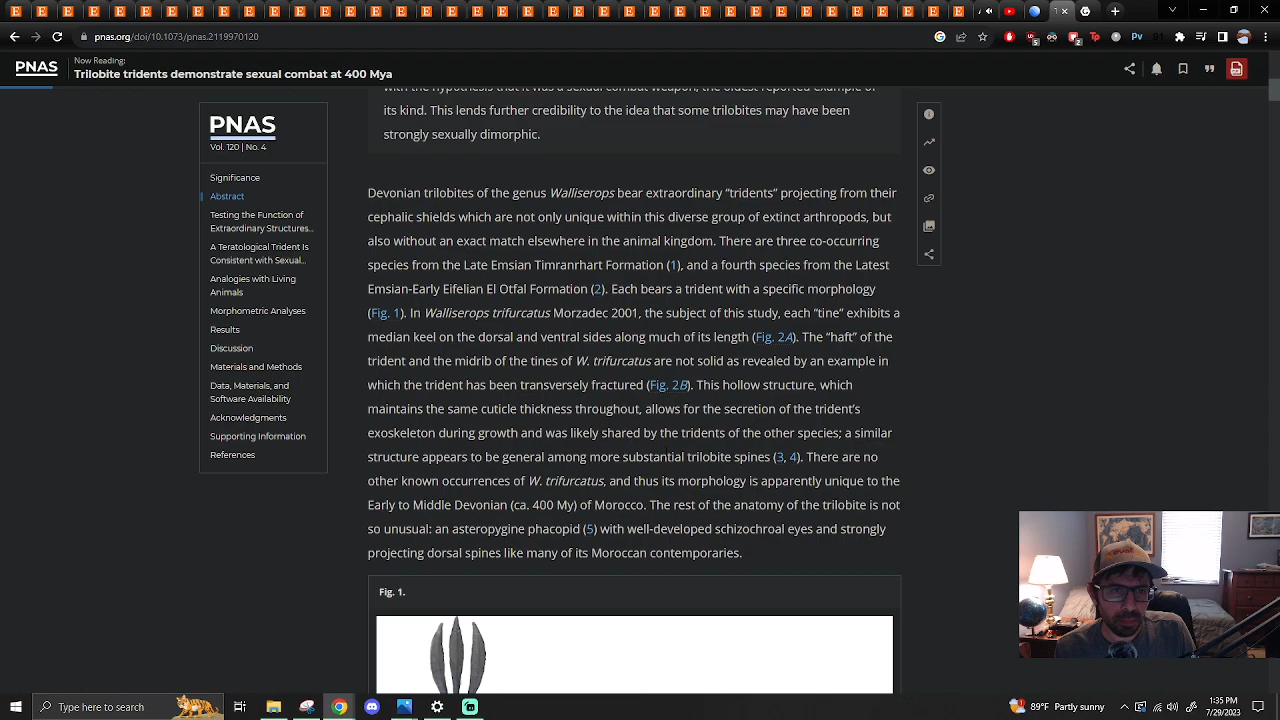 pnas.org/doi/10.1073/pnas.2119970120
PNAS
Now Reading:
Trilobite tridents demonstrate sexual combat at 400 Mya
PNAS
Vol. 120 | No. 4
Significance
Abstract
Testing the Function of
Extraordinary Structures...
A Teratological Trident Is
Consistent with Sexual...
Analogies with Living
Animals
Morphometric Analyses
Results
Discussion
Materials and Methods
Data, Materials, and
Software Availability
Acknowledgments
Supporting Information
References
with the hypothesis that it was a sexual combat weapon, the oldest reported example of
its kind. This lends further credibility to the idea that some trilobites may have been
strongly sexually dimorphic.
Devonian trilobites of the genus Walliserops bear extraordinary “tridents” projecting from their
cephalic shields which are not only unique within this diverse group of extinct arthropods, but
also without an exact match elsewhere in the animal kingdom. There are three co-occurring
species from the Late Emsian Timranrhart Formation (1), and a fourth species from the Latest
Emsian-Early Eifelian El Otfal Formation (2). Each bears a trident with a specific morphology
(Fig. 1). In Walliserops trifurcatus Morzadec 2001, the subject of this study, each “tine” exhibits a
median keel on the dorsal and ventral sides along much of its length (Fig. 2A). The “haft” of the
trident and the midrib of the tines of W. trifurcatus are not solid as revealed by an example in
which the trident has been transversely fractured (Fig. 2B). This hollow structure, which
maintains the same cuticle thickness throughout, allows for the secretion of the trident’s
exoskeleton during growth and was likely shared by the tridents of the other species; a similar
structure appears to be general among more substantial trilobite spines (3, 4). There are no
other known occurrences of W. trifurcatus, and thus its morphology is apparently unique to the
Early to Middle Devonian (ca. 400 My) of Morocco. The rest of the anatomy of the trilobite is not
so unusual: an asteropygine phacopid (5) with well-developed schizochroal eyes and strongly
projecting dorsal spines like many of its Moroccan contemporaries.
Fig. 1.
Type here to search
89°F Partly sunny
1:35 PM
7/29/2023